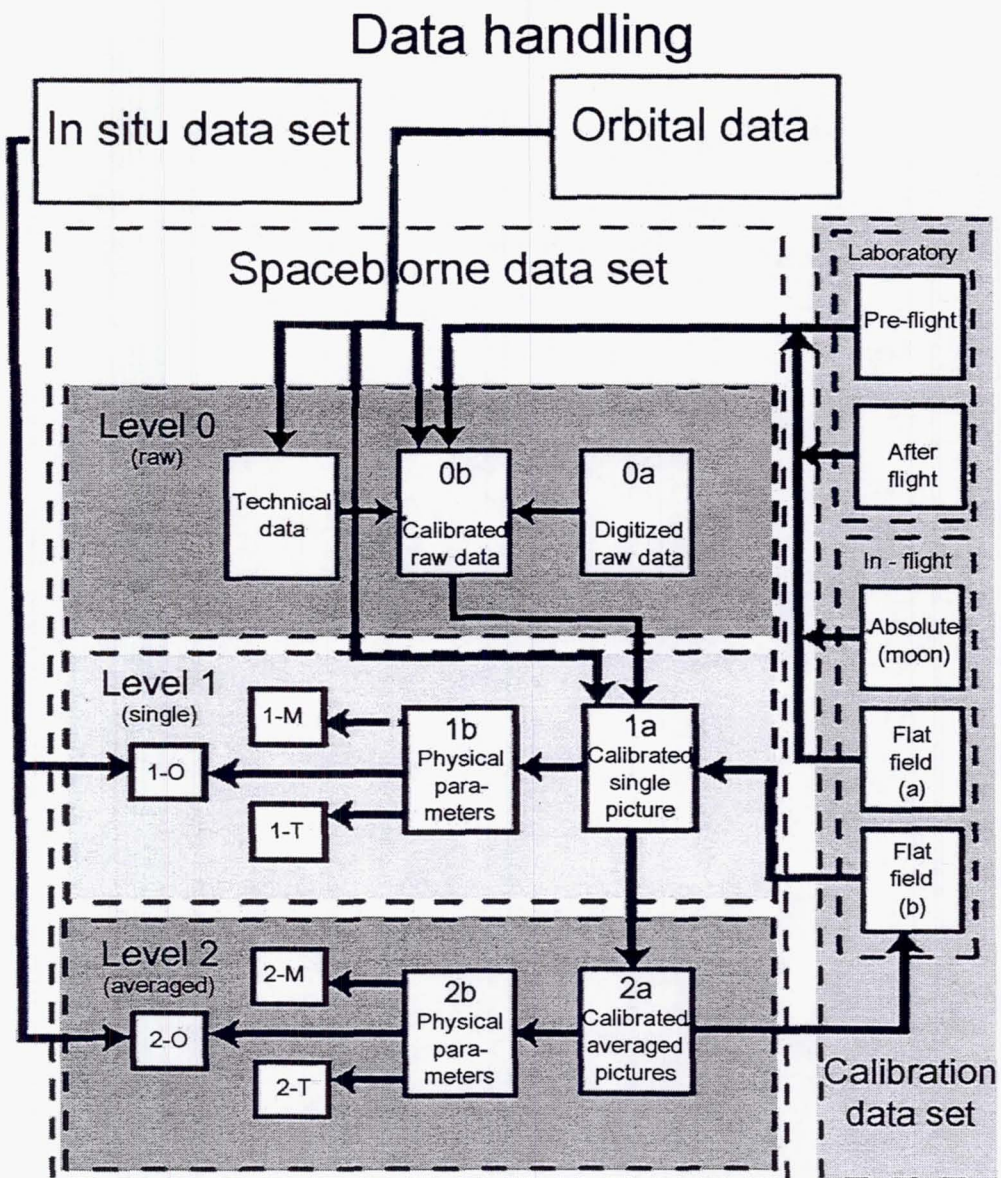 Data handling
In situ data set
Orbital data
Spaceborne data set
Laboratory
Pre-flight
After
flight
Level 0
(raw)
Technical
data
0b
Calibrated
raw data
0a
Digitized
raw data
In - flight
Absolute
(moon)
Flat
field
(a)
Flat
field
(b)
Level 1
(single)
1-M
1-O
1-T
1b
Physical
para-
meters
1a
Calibrated
single
picture
Level 2
(averaged)
2-M
2-O
2-T
2b
Physical
para-
meters
2a
Calibrated
averaged
pictures
Calibration
data set